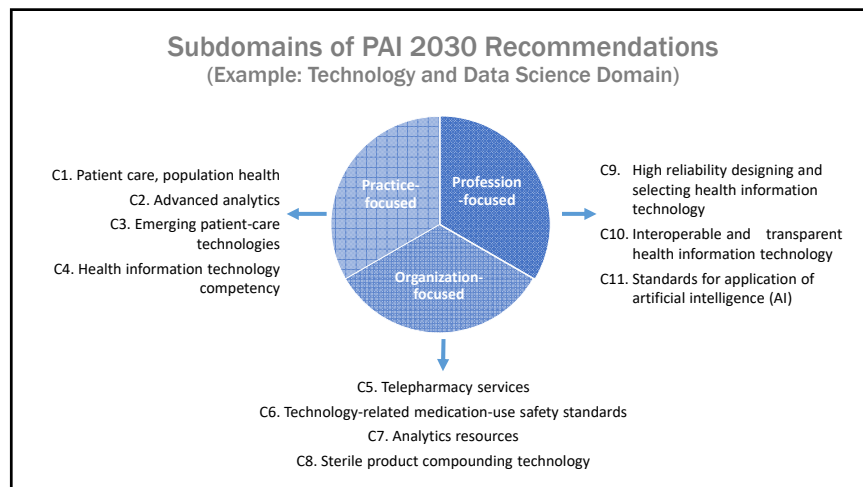 Subdomains of PAI 2030 Recommendations
(Example: Technology and Data Science Domain)
C1. Patient care, population health
C2. Advanced analytics
C3. Emerging patient-care
technologies
C4. Health information technology
competency
Practice-
focused
Profession
-focused
Organization-
focused
C9. High reliability designing and
selecting health information
technology
C10. Interoperable and transparent
health information technology
C11. Standards for application of
artificial intelligence (AI)
C5. Telepharmacy services
C6. Technology-related medication-use safety standards
C7. Analytics resources
C8. Sterile product compounding technology